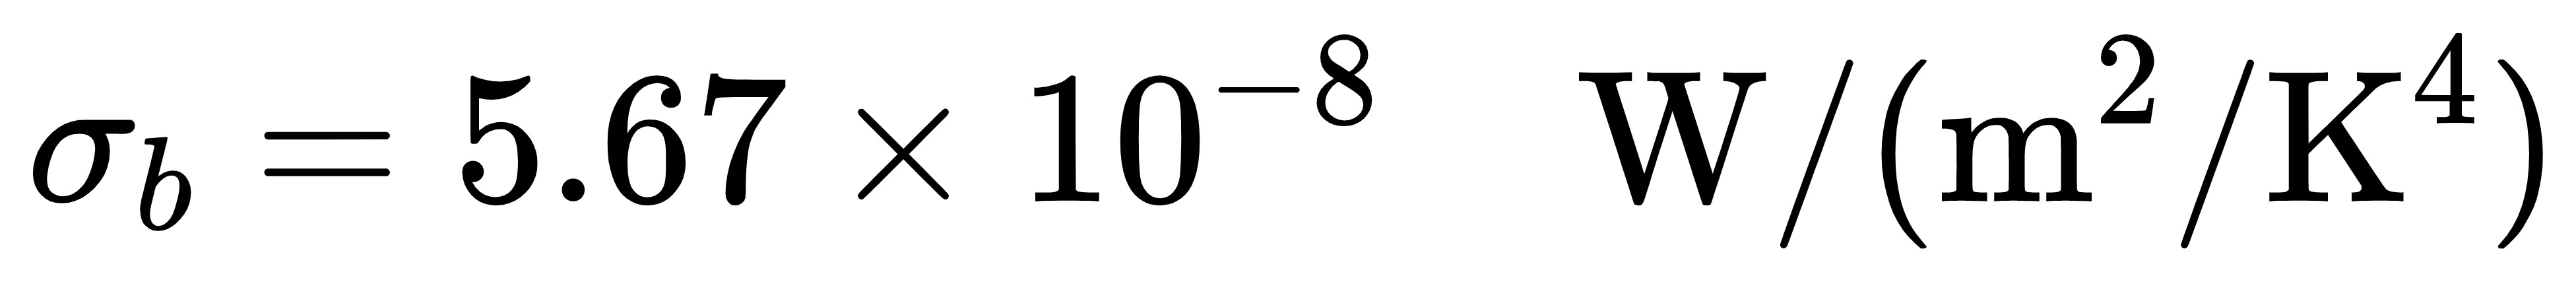 σ_b = 5.67 × 10^{−8} W/(m^2/K^4)